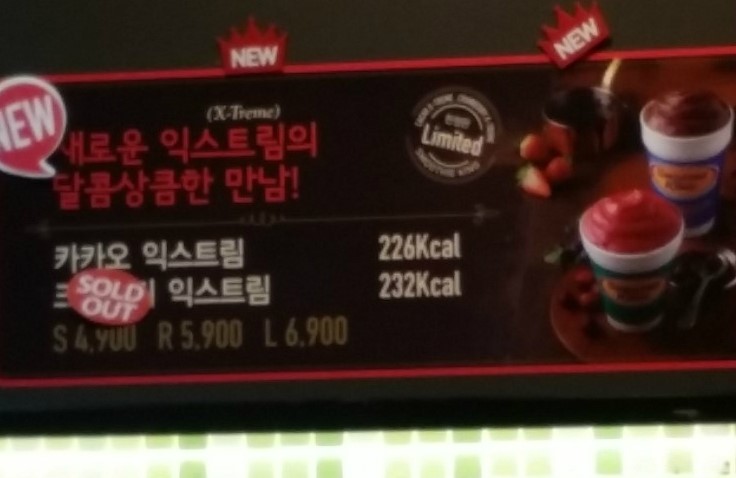 NEW
NEW
NEW
(X-Treme)
새로운 익스트림의
달콤상큼한 만남!
Limited
카카오 익스트림 226Kcal
익스트림 232Kcal
SOLD
OUT
S 4,900 R 5,900 L 6,900